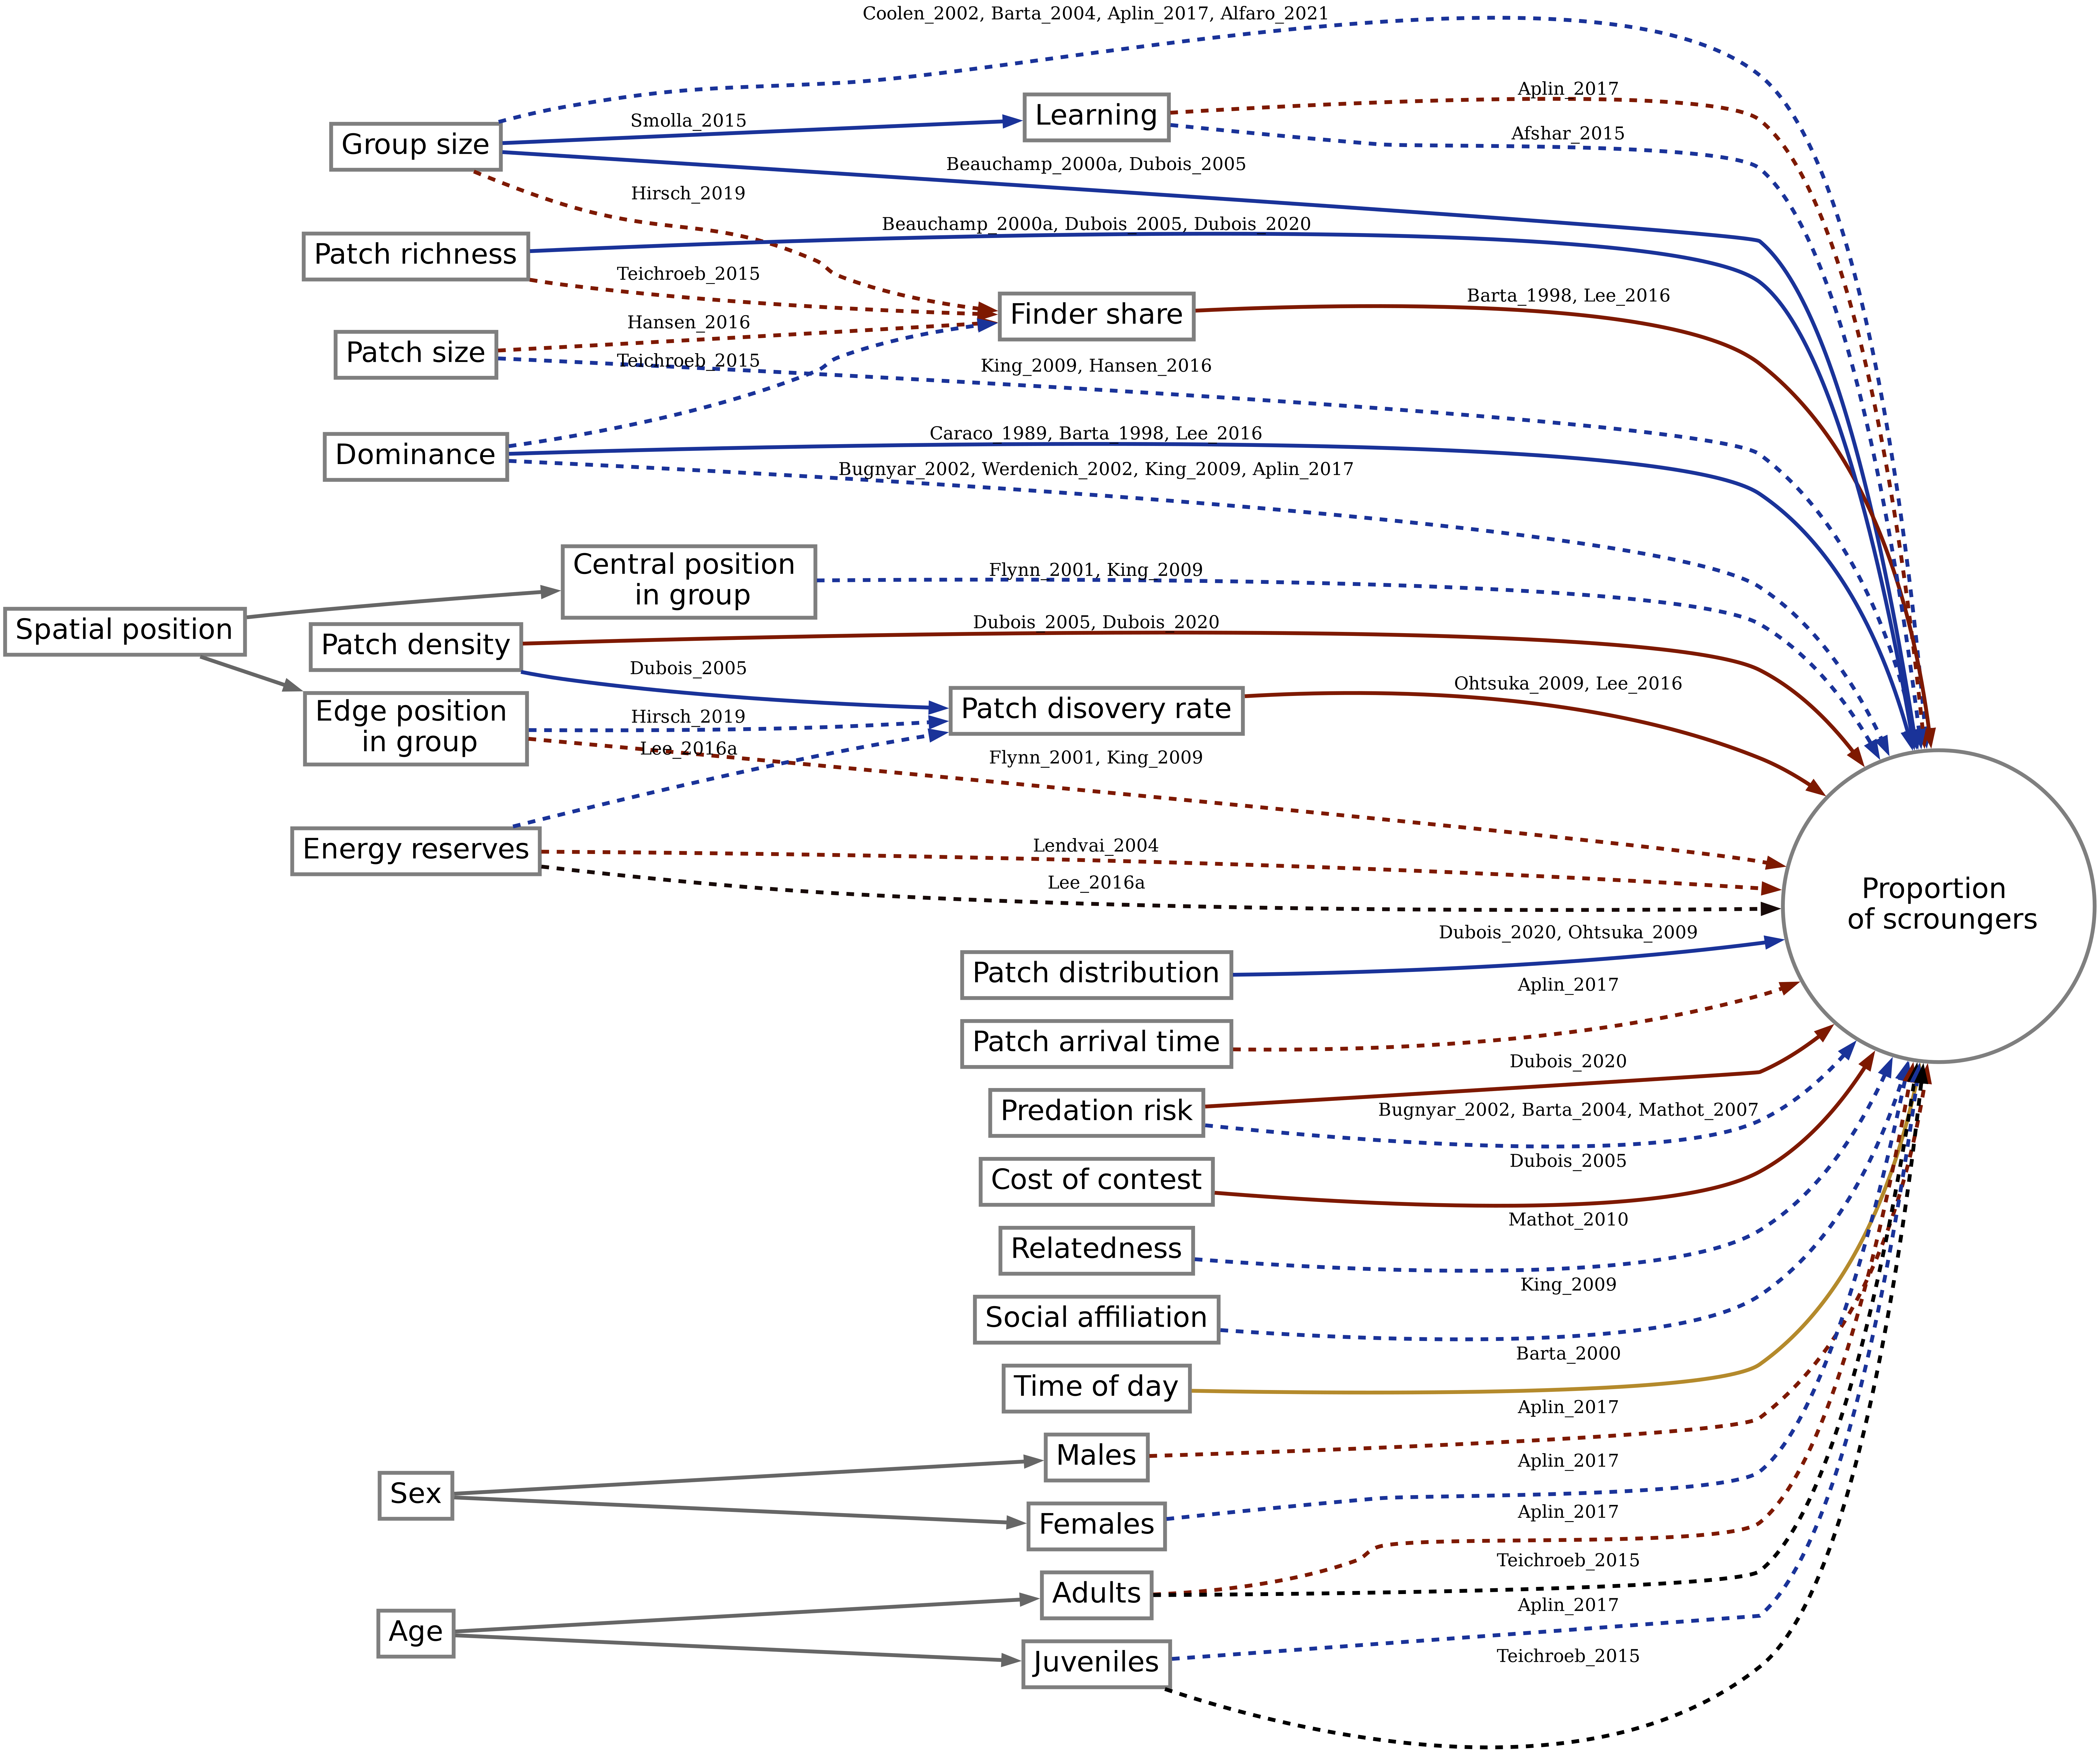 Coolen_2002, Barta_2004, Aplin_2017, Alfaro_2021
Aplin_2017
Learning
Smolla_2015
Group size
Afshar_2015
Beauchamp_2000a, Dubois_2005
Hirsch_2019
Beauchamp_2000a, Dubois_2005, Dubois_2020
Patch richness
Teichroeb_2015
Barta_1998, Lee_2016
Finder share
Hansen_2016
Patch size
Teichroeb_2015
King_2009, Hansen_2016
Caraco_1989, Barta_1998, Lee_2016
Dominance
Bugnyar_2002, Werdenich_2002, King_2009, Aplin_2017
Central position
in group
Flynn_2001, King_2009
Spatial position
Dubois_2005, Dubois_2020
Patch density
Dubois_2005
Ohtsuka_2009, Lee_2016
Edge position
in group
Hirsch_2019
Patch disovery rate
Lee_2016a
Flynn_2001, King_2009
Energy reserves
Lendvai_2004
Lee_2016a
Proportion
of scroungers
Dubois_2020, Ohtsuka_2009
Patch distribution
Aplin_2017
Patch arrival time
Dubois_2020
Predation risk
Bugnyar_2002, Barta_2004, Mathot_2007
Dubois_2005
Cost of contest
Mathot_2010
Relatedness
King_2009
Social affiliation
Barta_2000
Time of day
Aplin_2017
Males
Aplin_2017
Sex
Females
Aplin_2017
Teichroeb_2015
Adults
Aplin_2017
Age
Juveniles
Teichroeb_2015